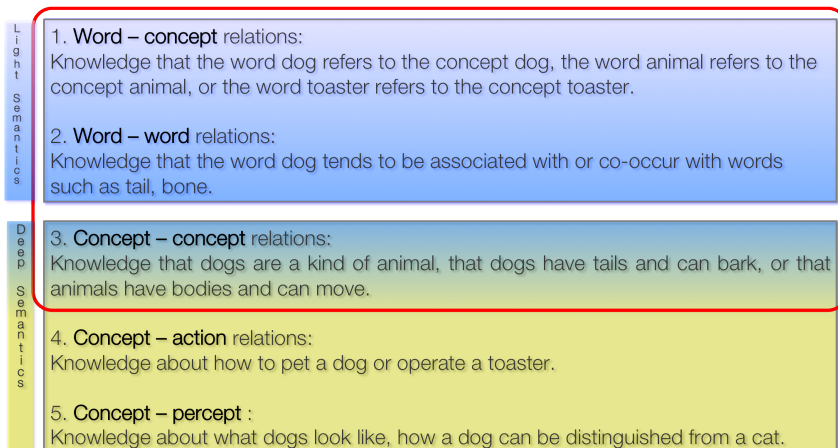 Light Semantics
1. Word – concept relations:
Knowledge that the word dog refers to the concept dog, the word animal refers to the
concept animal, or the word toaster refers to the concept toaster.
2. Word – word relations:
Knowledge that the word dog tends to be associated with or co-occur with words
such as tail, bone.
Deep Semantics
3. Concept – concept relations:
Knowledge that dogs are a kind of animal, that dogs have tails and can bark, or that
animals have bodies and can move.
4. Concept – action relations:
Knowledge about how to pet a dog or operate a toaster.
5. Concept – percept :
Knowledge about what dogs look like, how a dog can be distinguished from a cat.